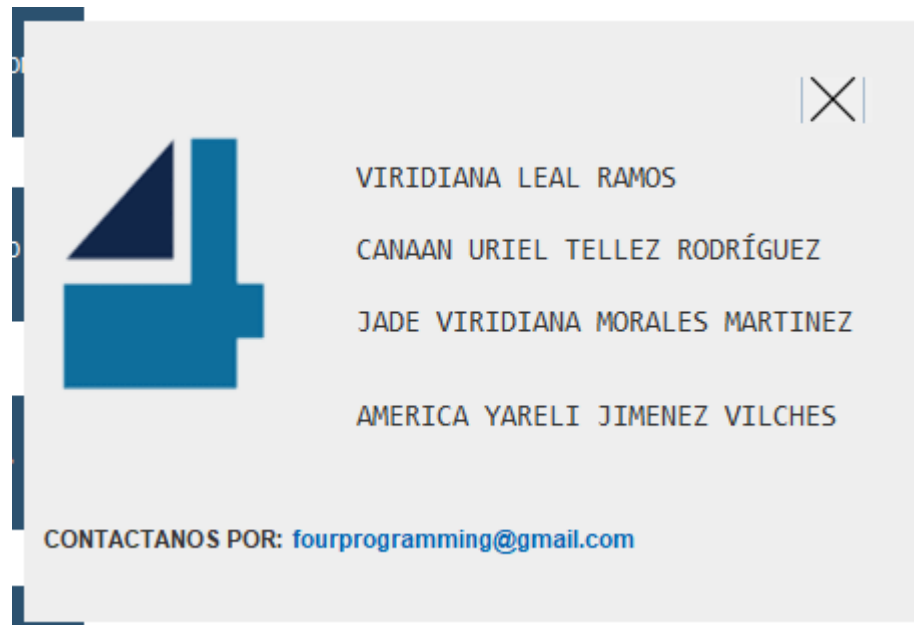 VIRIDIANA LEAL RAMOS
CANAAN URIEL TELLEZ RODRÍGUEZ
JADE VIRIDIANA MORALES MARTINEZ
AMERICA YARELI JIMENEZ VILCHES
CONTACTANOS POR: fourprogramming@gmail.com